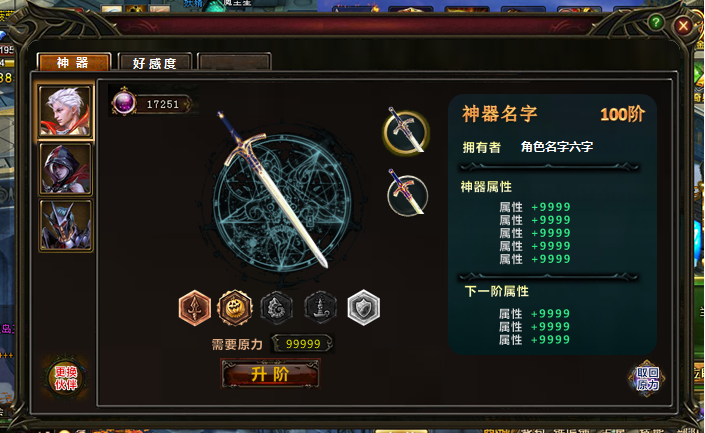 神器
好感度
17251
神器名字
100阶
拥有者
角色名字六字
神器属性
属性 +9999
属性 +9999
属性 +9999
属性 +9999
属性 +9999
下一阶属性
属性 +9999
属性 +9999
属性 +9999
需要原力 99999
升阶
更换
伙伴
取回
原力